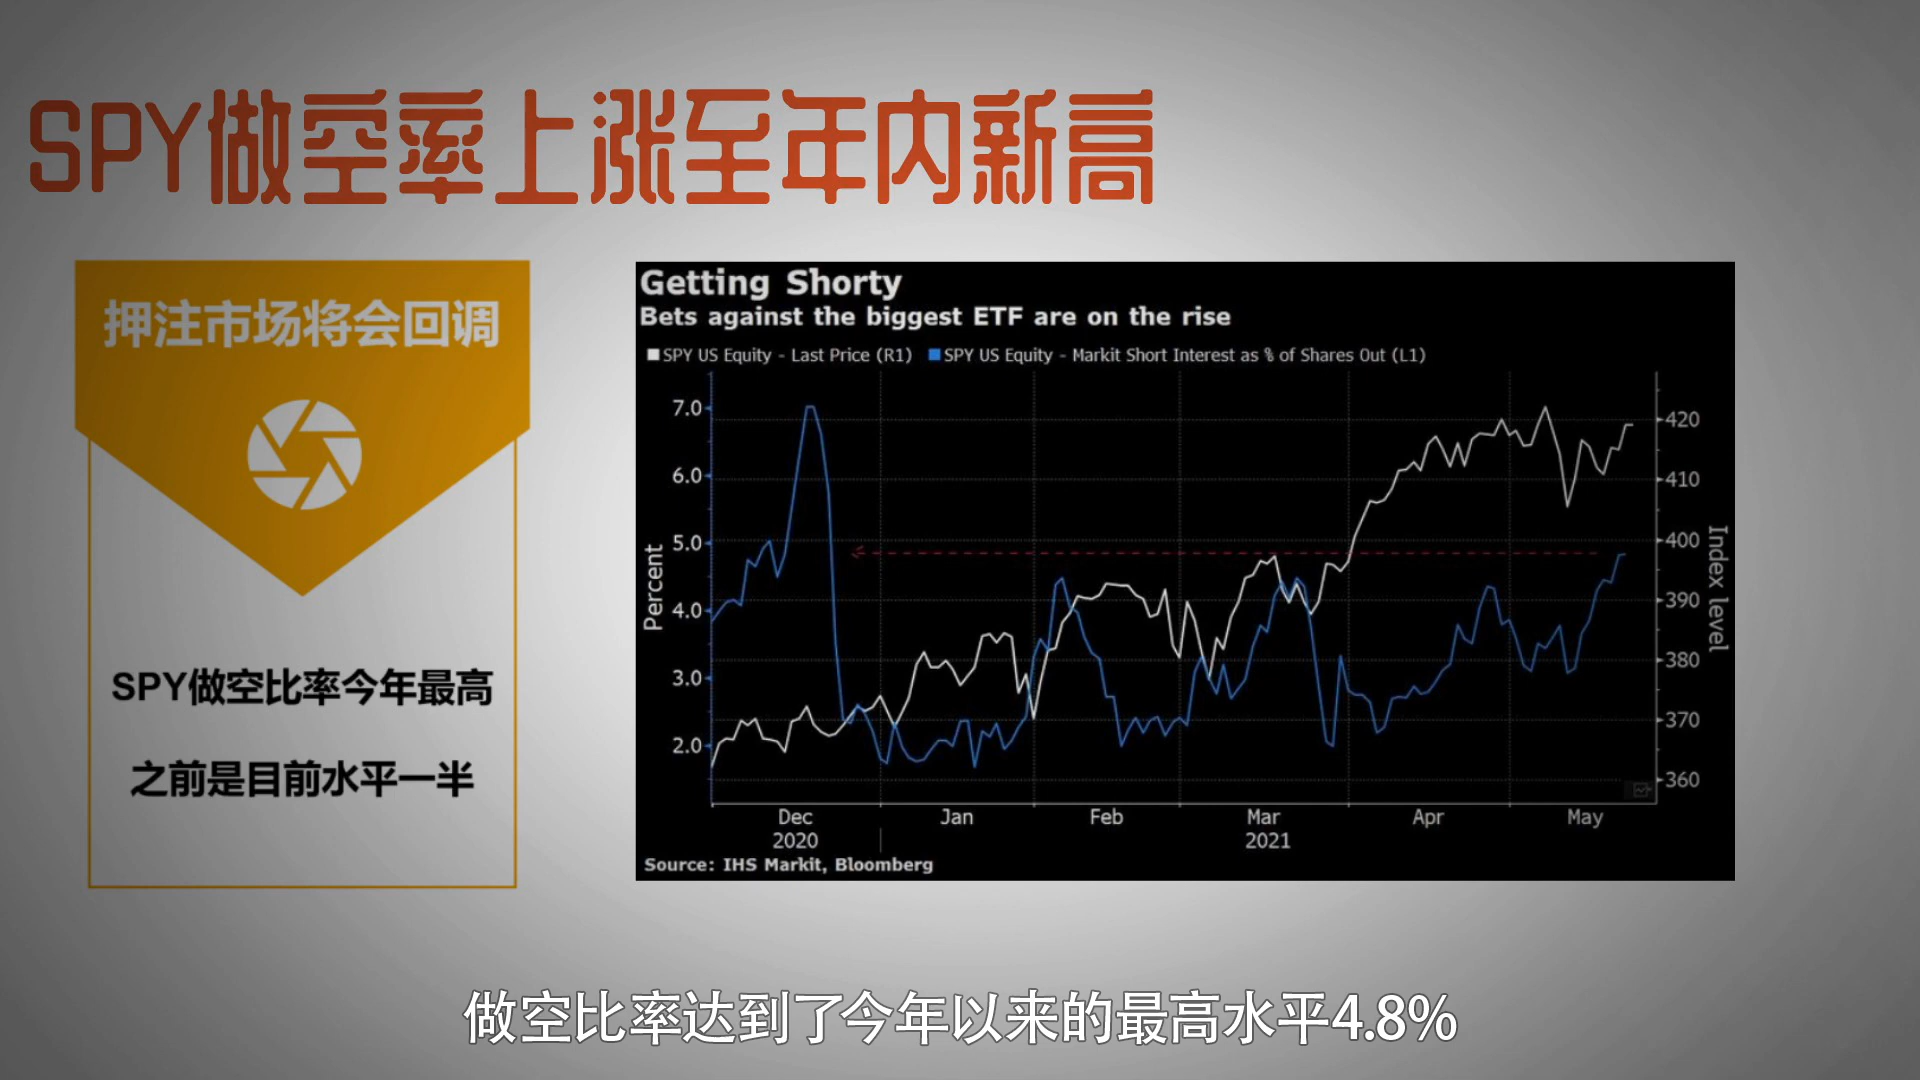 SPY做空率上涨至年内新高
押注市场将会回调
SPY做空比率今年最高
之前是目前水平一半
Getting Shorty
Bets against the biggest ETF are on the rise
SPY US Equity - Last Price (R1) SPY US Equity - Markit Short Interest as % of Shares Out (L1)
7.0
6.0
5.0
4.0
3.0
2.0
Percent
420
410
400
390
380
370
360
Index level
Dec Jan Feb Mar Apr May
2020 2021
Source: IHS Markit, Bloomberg
做空比率达到了今年以来的最高水平4.8%